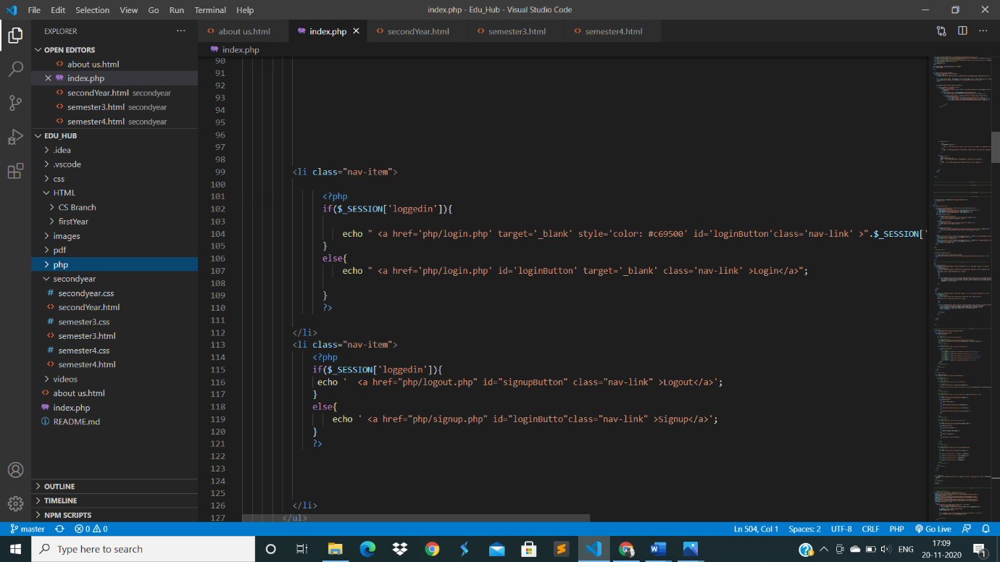 File Edit Selection View Go Run Terminal Help
index.php - Edu_Hub - Visual Studio Code
EXPLORER
OPEN EDITORS
about us.html
index.php
secondYear.html secondyear
semester3.html secondyear
semester4.html secondyear
EDU_HUB
.idea
.vscode
css
HTML
CS Branch
firstYear
images
pdf
php
secondyear
secondyear.css
secondYear.html
semester3.css
semester3.html
semester4.css
semester4.html
videos
about us.html
index.php
README.md
OUTLINE
TIMELINE
NPM SCRIPTS
about us.html index.php secondYear.html semester3.html semester4.html
index.php
90
91
92
93
94
95
96
97
98
99 <li class="nav-item">
100
101 <?php
102 if($_SESSION['loggedin']){
103
104 echo " <a href='php/login.php' target='_blank' style='color: #c69500' id='loginButton'class='nav-link' >".$_SESSION['
105 }
106 else{
107 echo " <a href='php/login.php' id='loginButton' target='_blank' class='nav-link' >Login</a>";
108
109 }
110 ?>
111
112 </li>
113 <li class="nav-item">
114 <?php
115 if($_SESSION['loggedin']){
116 echo '  <a href="php/logout.php" id="signupButton" class="nav-link" >Logout</a>';
117 }
118 else{
119 echo ' <a href="php/signup.php" id="loginButto"class="nav-link" >Signup</a>';
120 }
121 ?>
122
123
124
125
126 </li>
127 </ul>
master 0 0 Ln 504, Col 1 Spaces: 2 UTF-8 CRLF PHP Go Live
Type here to search
ENG
17:09
20-11-2020
1